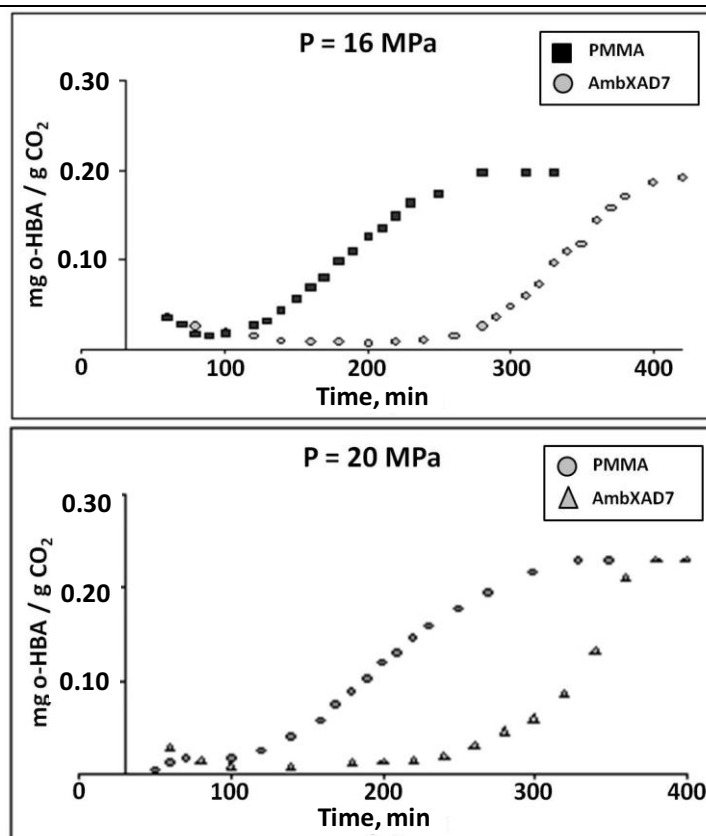 P = 16 MPa
PMMA
AmbXAD7
mg o-HBA / g CO₂
0.30
0.20
0.10
0
100
200
300
400
Time, min
P = 20 MPa
PMMA
AmbXAD7
mg o-HBA / g CO₂
0.30
0.20
0.10
0
100
200
300
400
Time, min